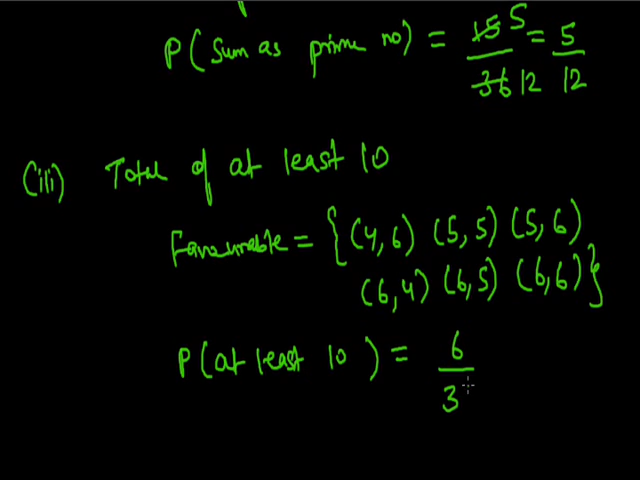 P(Sum as prime no) = 15 5 / 36 12 = 5 / 12
(iii) Total of at least 10
Favourable = { (4,6) (5,5) (5,6)
(6,4) (6,5) (6,6) }
P(at least 10) = 6 / 3